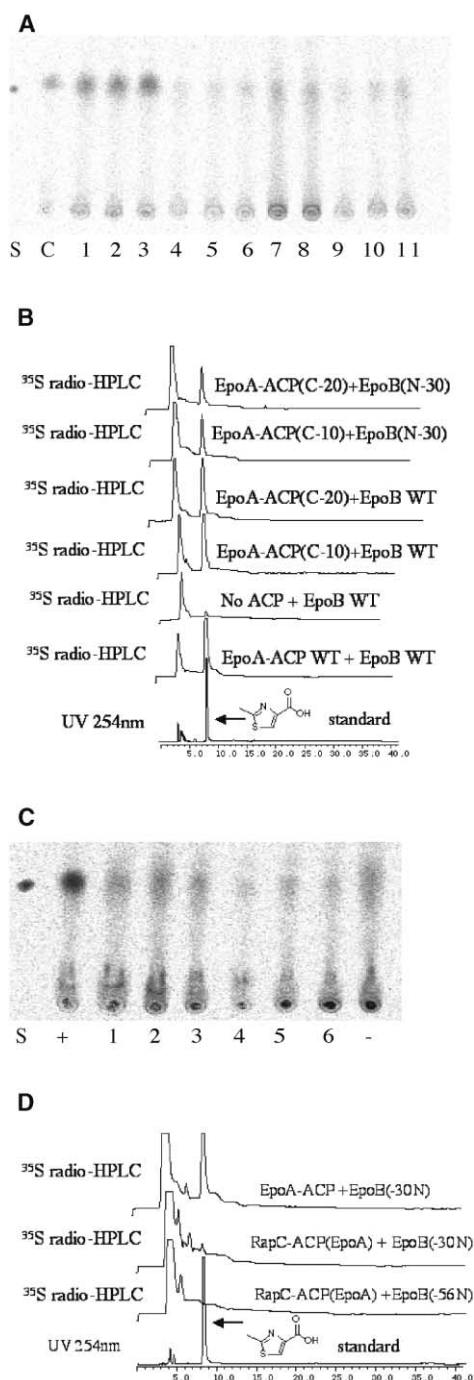 A
S C 1 2 3 4 5 6 7 8 9 10 11
B
35S radio-HPLC EpoA-ACP(C-20)+EpoB(N-30)
35S radio-HPLC EpoA-ACP(C-10)+EpoB(N-30)
35S radio-HPLC EpoA-ACP(C-20)+EpoB WT
35S radio-HPLC EpoA-ACP(C-10)+EpoB WT
35S radio-HPLC No ACP + EpoB WT
35S radio-HPLC EpoA-ACP WT + EpoB WT
O
N
OH
S
UV 254nm standard
5.0 10.0 15.0 20.0 25.0 30.0 35.0 40.0
C
S + 1 2 3 4 5 6 -
D
35S radio-HPLC EpoA-ACP +EpoB(-30N)
35S radio-HPLC RapC-ACP(EpoA) + EpoB(-30N)
35S radio-HPLC RapC-ACP(EpoA) + EpoB(-56N)
O
N
OH
S
UV 254nm standard
5.0 10.0 15.0 20.0 25.0 30.0 35.0 40.0